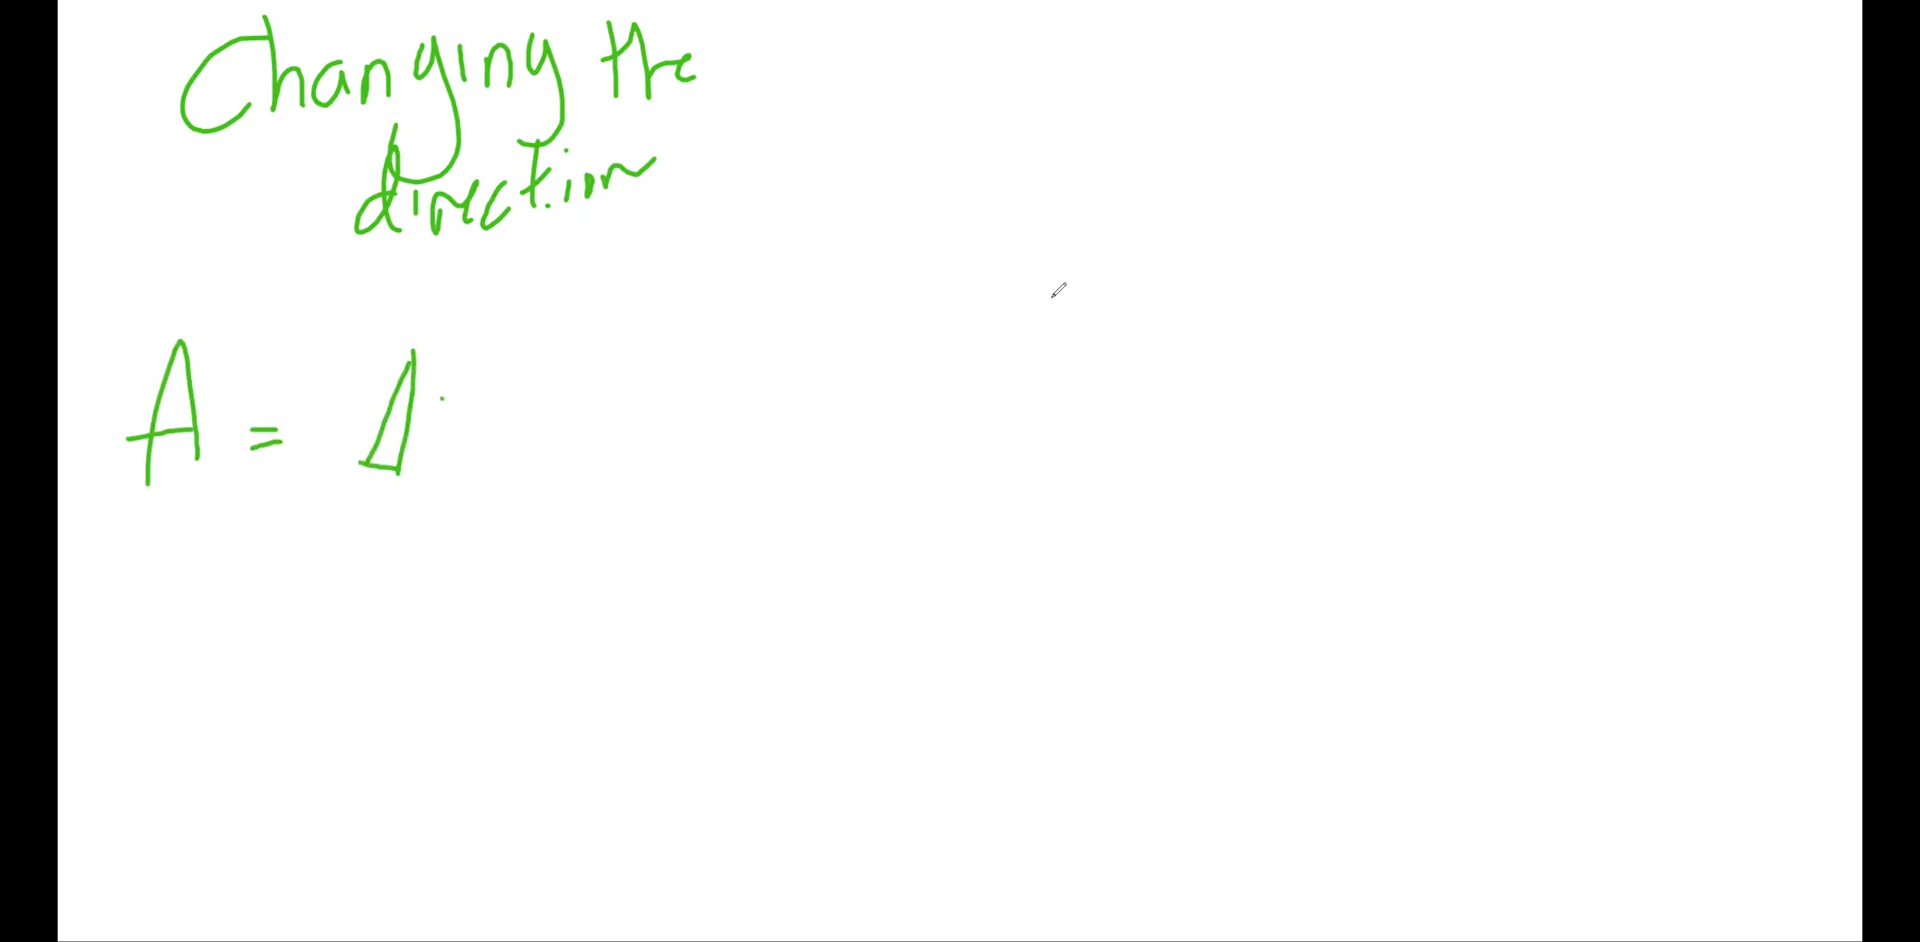 Changing the
direction
A = Δ